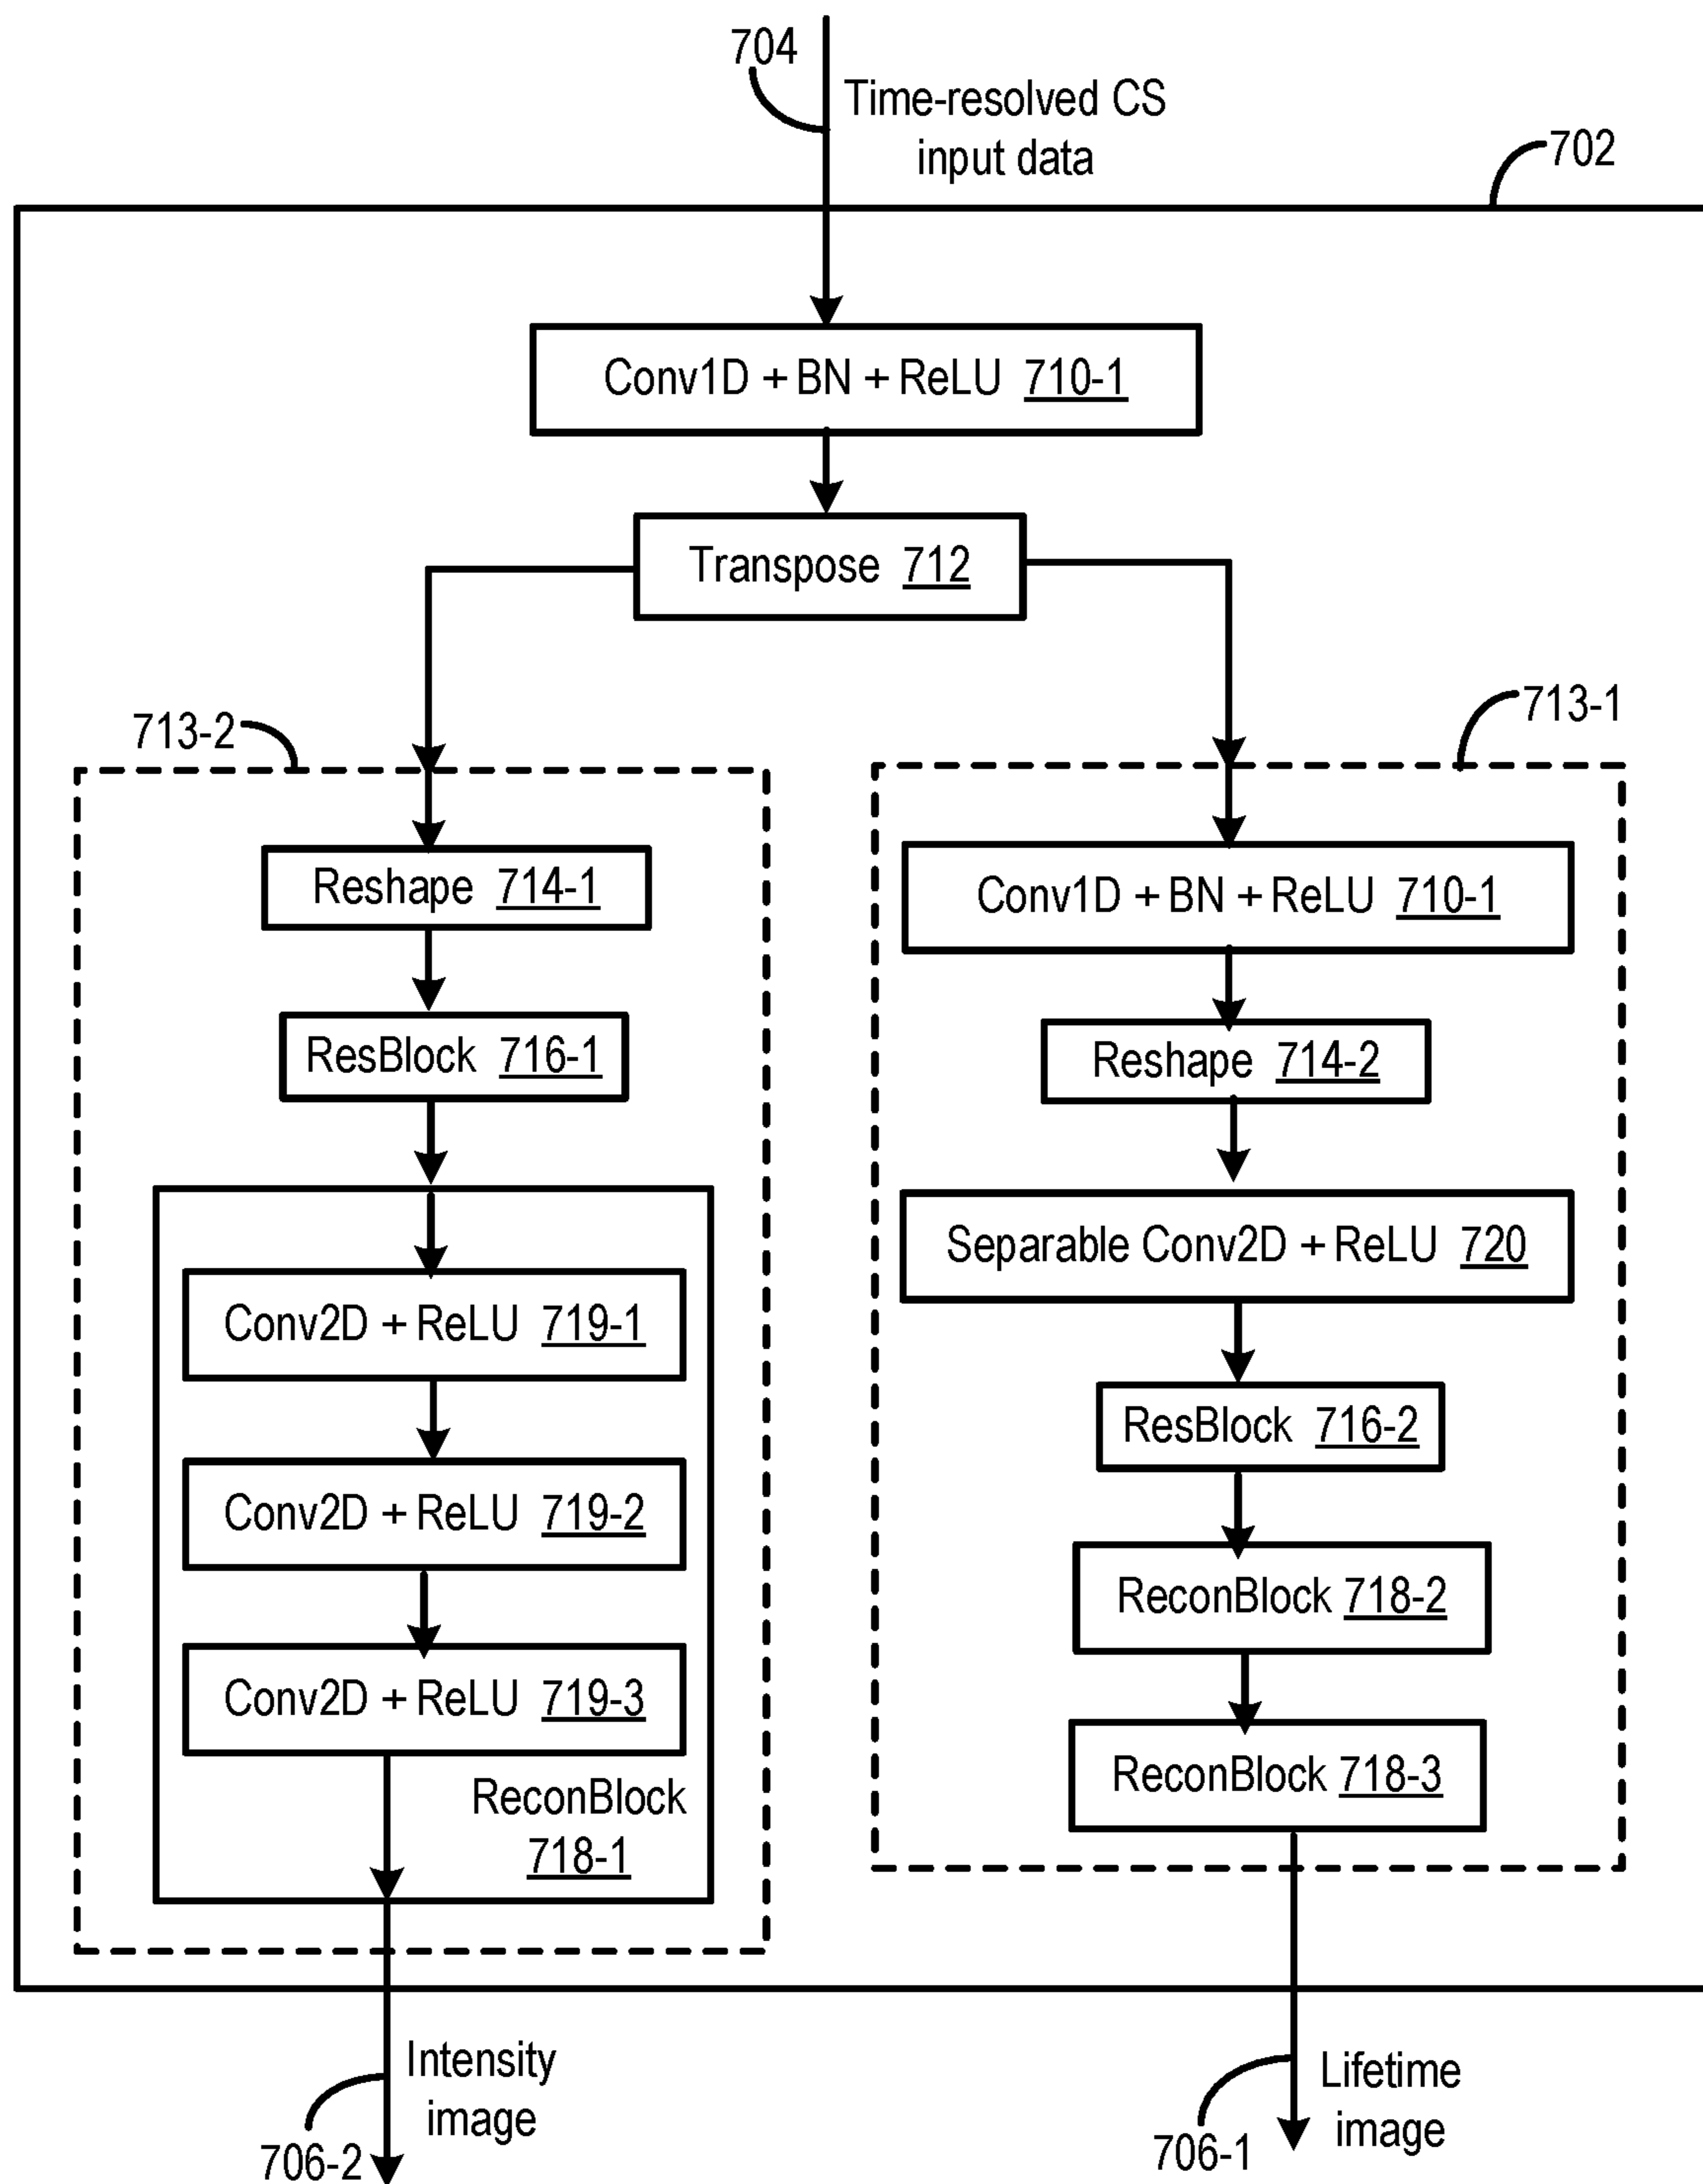 704
Time-resolved CS
input data
702
Conv1D + BN + ReLU 710-1
Transpose 712
713-2
713-1
Reshape 714-1
ResBlock 716-1
Conv2D + ReLU 719-1
Conv2D + ReLU 719-2
Conv2D + ReLU 719-3
ReconBlock
718-1
Conv1D + BN + ReLU 710-1
Reshape 714-2
Separable Conv2D + ReLU 720
ResBlock 716-2
ReconBlock 718-2
ReconBlock 718-3
Intensity
image
706-2
Lifetime
image
706-1